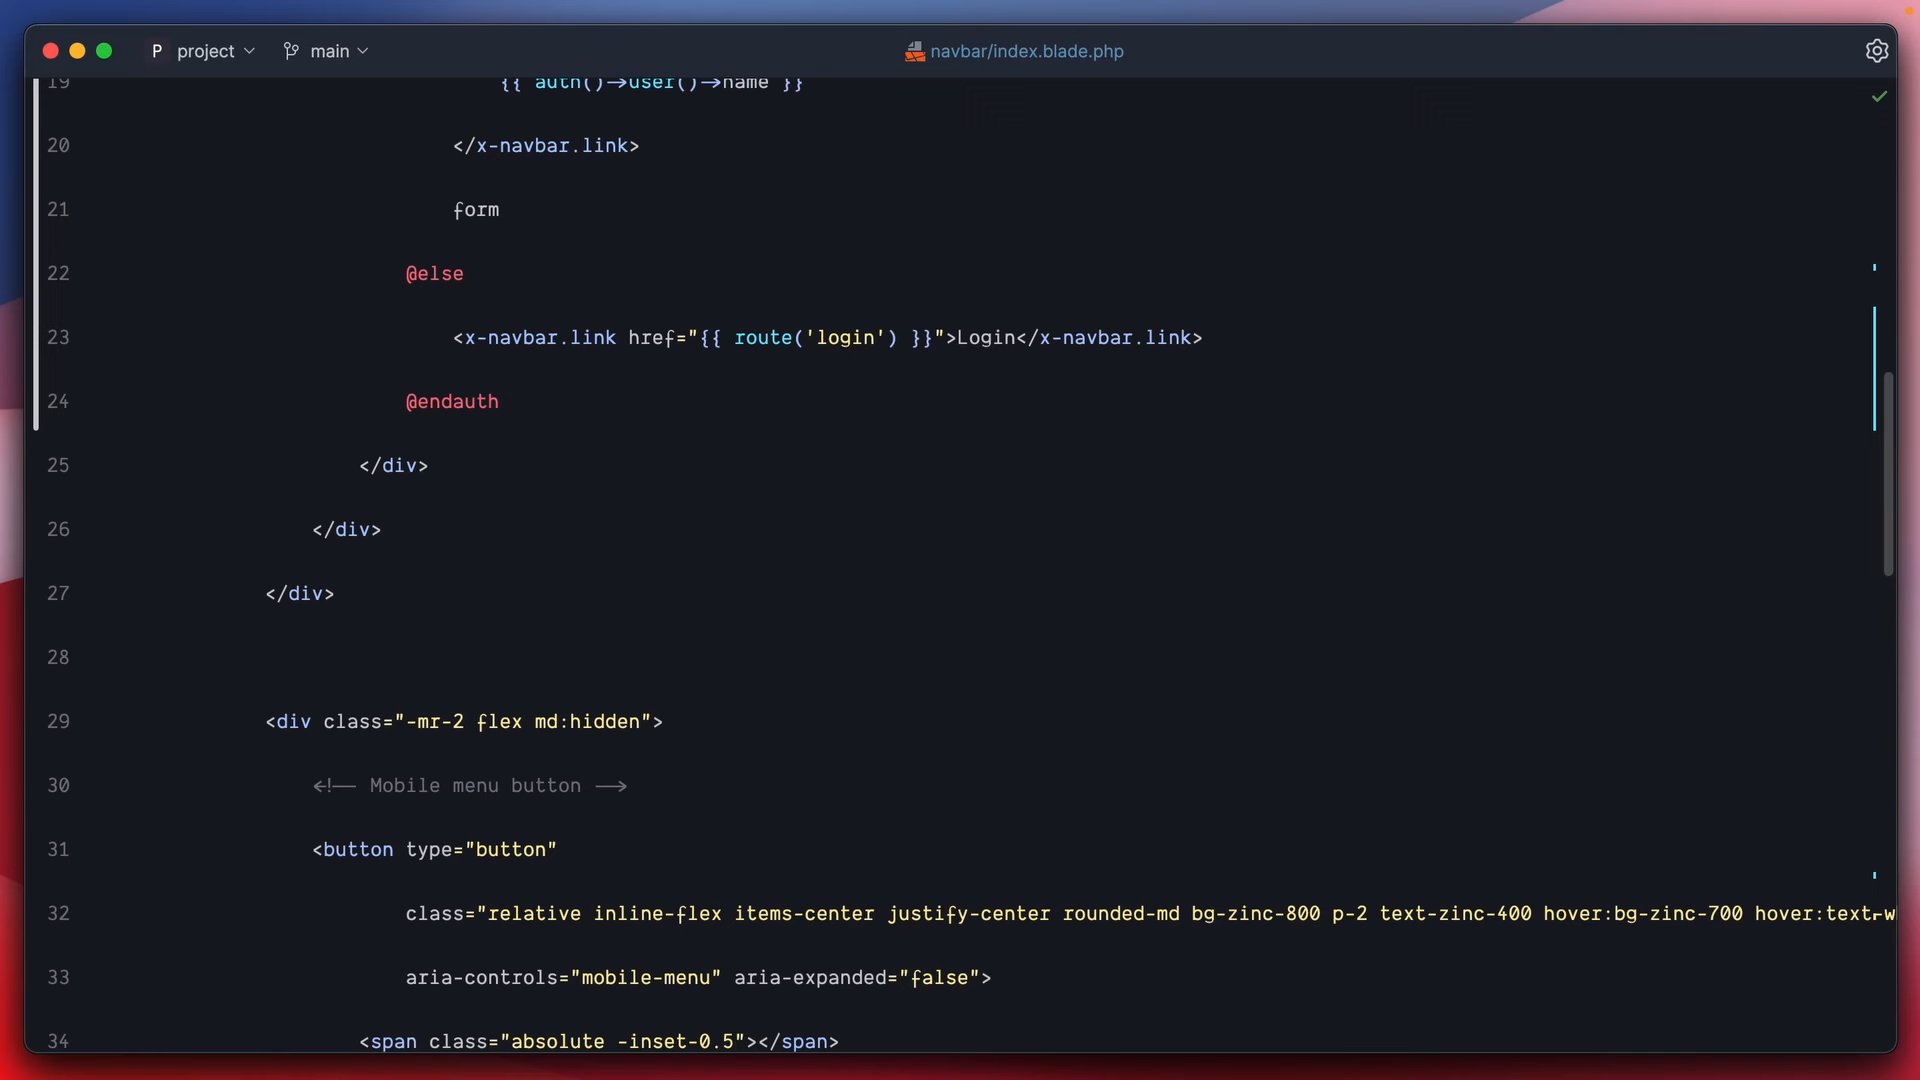 P project main navbar/index.blade.php
19 {{ auth()->user()->name }}
20 </x-navbar.link>
21 form
22 @else
23 <x-navbar.link href="{{ route('login') }}">Login</x-navbar.link>
24 @endauth
25 </div>
26 </div>
27 </div>
28
29 <div class="-mr-2 flex md:hidden">
30 <!-- Mobile menu button -->
31 <button type="button"
32 class="relative inline-flex items-center justify-center rounded-md bg-zinc-800 p-2 text-zinc-400 hover:bg-zinc-700 hover:text-w
33 aria-controls="mobile-menu" aria-expanded="false">
34 <span class="absolute -inset-0.5"></span>